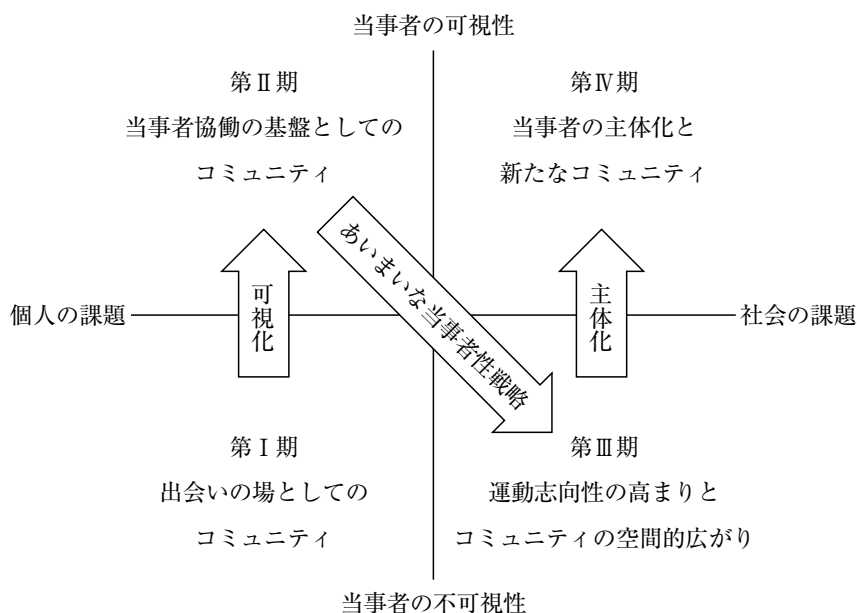 当事者の可視性
第Ⅱ期
当事者協働の基盤としての
コミュニティ
第Ⅳ期
当事者の主体化と
新たなコミュニティ
あいまいな当事者性戦略
可視化
主体化
個人の課題
社会の課題
第Ⅰ期
出会いの場としての
コミュニティ
第Ⅲ期
運動志向性の高まりと
コミュニティの空間的広がり
当事者の不可視性